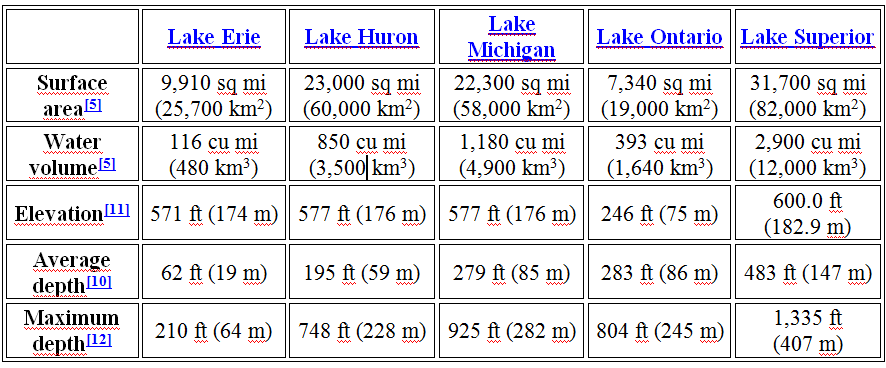 Lake Erie Lake Huron Lake Michigan Lake Ontario Lake Superior
Surface area[5] 9,910 sq mi (25,700 km²) 23,000 sq mi (60,000 km²) 22,300 sq mi (58,000 km²) 7,340 sq mi (19,000 km²) 31,700 sq mi (82,000 km²)
Water volume[5] 116 cu mi (480 km³) 850 cu mi (3,500 km³) 1,180 cu mi (4,900 km³) 393 cu mi (1,640 km³) 2,900 cu mi (12,000 km³)
Elevation[11] 571 ft (174 m) 577 ft (176 m) 577 ft (176 m) 246 ft (75 m) 600.0 ft (182.9 m)
Average depth[10] 62 ft (19 m) 195 ft (59 m) 279 ft (85 m) 283 ft (86 m) 483 ft (147 m)
Maximum depth[12] 210 ft (64 m) 748 ft (228 m) 925 ft (282 m) 804 ft (245 m) 1,335 ft (407 m)